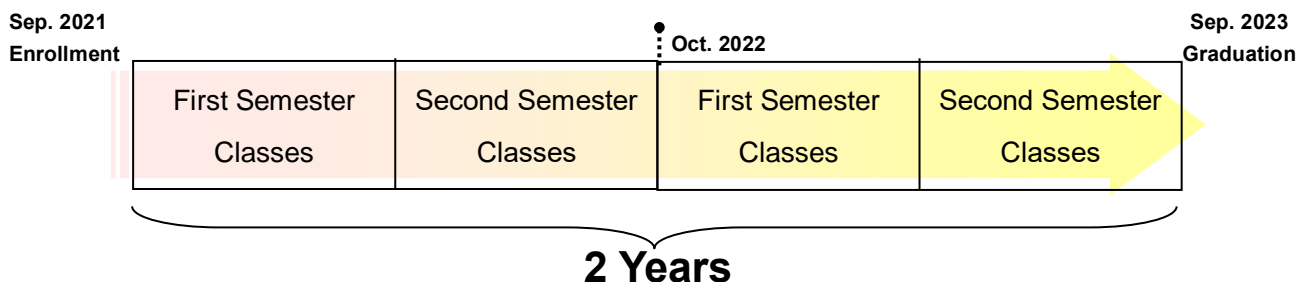 Sep. 2021
Enrollment
Oct. 2022
Sep. 2023
Graduation
First Semester
Classes
Second Semester
Classes
First Semester
Classes
Second Semester
Classes
2 Years